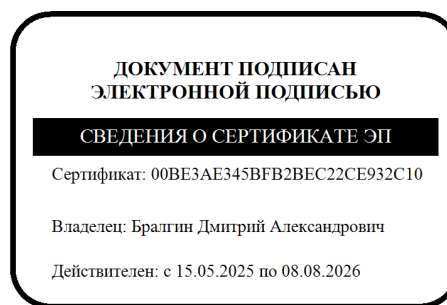 ДОКУМЕНТ ПОДПИСАН
ЭЛЕКТРОННОЙ ПОДПИСЬЮ
СВЕДЕНИЯ О СЕРТИФИКАТЕ ЭП
Сертификат: 00BE3AE345BFB2BEC22CE932C10
Владелец: Бралгин Дмитрий Александрович
Действителен: с 15.05.2025 по 08.08.2026